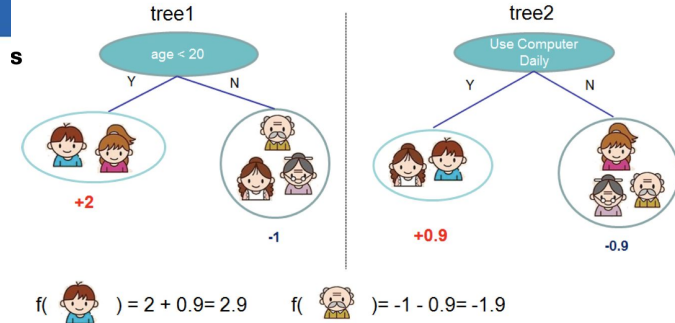 tree1
tree2
s
age < 20
Use Computer
Daily
Y
N
Y
N
+2
-1
+0.9
-0.9
f( ) = 2 + 0.9= 2.9
f( )= -1 - 0.9= -1.9